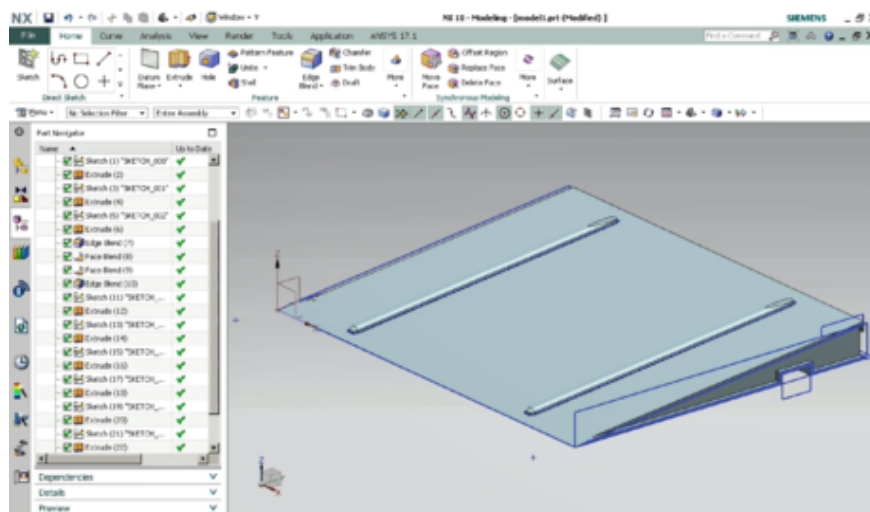 NX Window NX 10 - Modeling - [model1.prt (Modified) ] SIEMENS
File Home Curve Analysis View Render Tools Application ANSYS 17.1 Find a Command
Pattern Feature Chamfer Offset Region
Unite Trim Body Replace Face
Shell Draft Delete Face
Sketch Datum Plane Extrude Hole Edge Blend More Move Face More Surface
Direct Sketch Feature Synchronous Modeling
Menu No Selection Filter Entire Assembly
Part Navigator
Name Up to Date
Sketch (1) "SKETCH_000"
Extrude (2)
Sketch (3) "SKETCH_001"
Extrude (4)
Sketch (5) "SKETCH_002"
Extrude (6)
Edge Blend (7)
Face Blend (8)
Face Blend (9)
Edge Blend (10)
Sketch (11) "SKETCH_...
Extrude (12)
Sketch (13) "SKETCH_...
Extrude (14)
Sketch (15) "SKETCH_...
Extrude (16)
Sketch (17) "SKETCH_...
Extrude (18)
Sketch (19) "SKETCH_...
Extrude (20)
Sketch (21) "SKETCH_...
Extrude (22)
Dependencies
Details
Preview